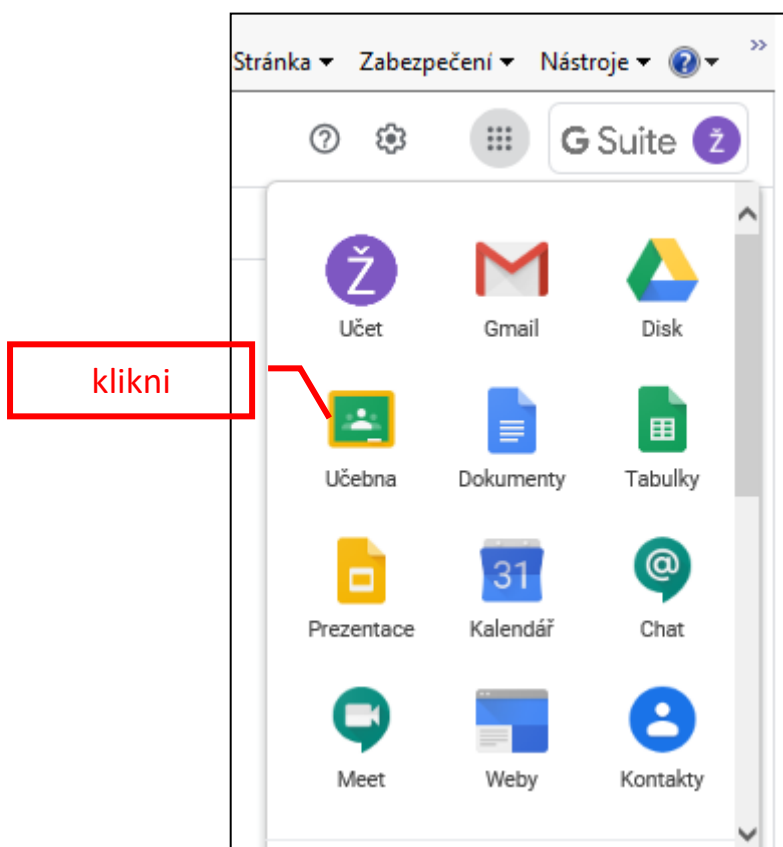 Stránka Zabezpečení Nástroje ? »
? G Suite ž
Ž
Účet Gmail Disk
klikni
Učebna Dokumenty Tabulky
31 @
Prezentace Kalendář Chat
Meet Weby Kontakty